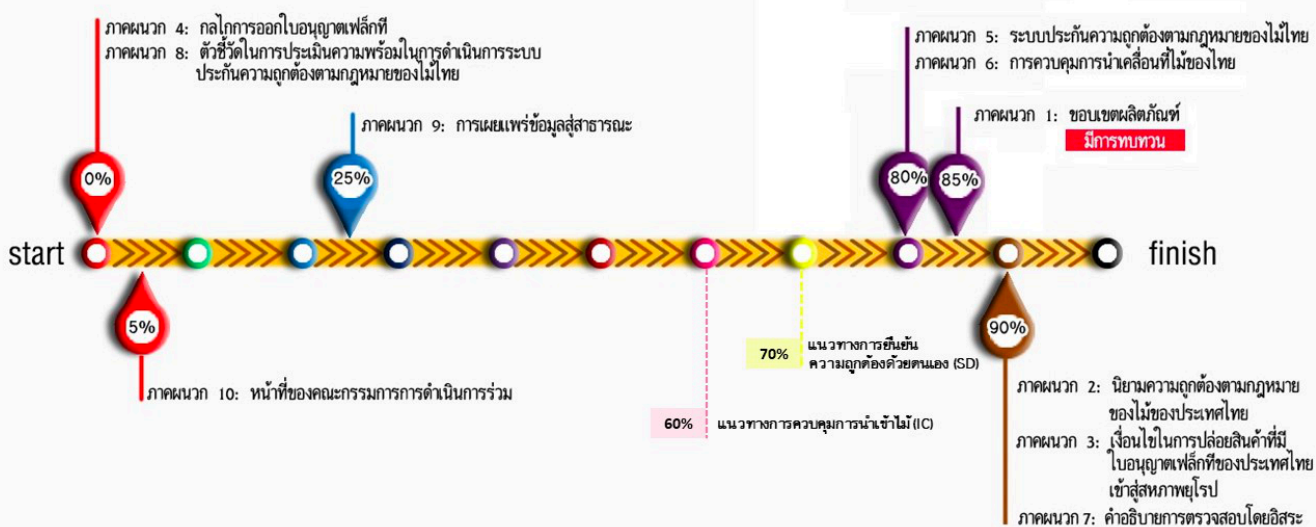 ภาคผนวก 4: กลไกการออกใบอนุญาตเฟล็กที
ภาคผนวก 8: ตัวชี้วัดในการประเมินความพร้อมในการดำเนินการระบบ
ประกันความถูกต้องตามกฎหมายของไม้ไทย
ภาคผนวก 9: การเผยแพร่ข้อมูลสู่สาธารณะ
ภาคผนวก 5: ระบบประกันความถูกต้องตามกฎหมายของไม้ไทย
ภาคผนวก 6: การควบคุมการนำเคลื่อนที่ไม้ของไทย
ภาคผนวก 1: ขอบเขตผลิตภัณฑ์
มีการทบทวน
0%
25%
80%
85%
start
finish
5%
90%
70%
แนวทางการยืนยัน
ความถูกต้องด้วยตนเอง (SD)
ภาคผนวก 10: หน้าที่ของคณะกรรมการการดำเนินการร่วม
60%
แนวทางการควบคุมการนำเข้าไม้ (IC)
ภาคผนวก 2: นิยามความถูกต้องตามกฎหมาย
ของไม้ของประเทศไทย
ภาคผนวก 3: เงื่อนไขในการปล่อยสินค้าที่มี
ใบอนุญาตเฟล็กทีของประเทศไทย
เข้าสู่สหภาพยุโรป
ภาคผนวก 7: คำอธิบายการตรวจสอบโดยอิสระ